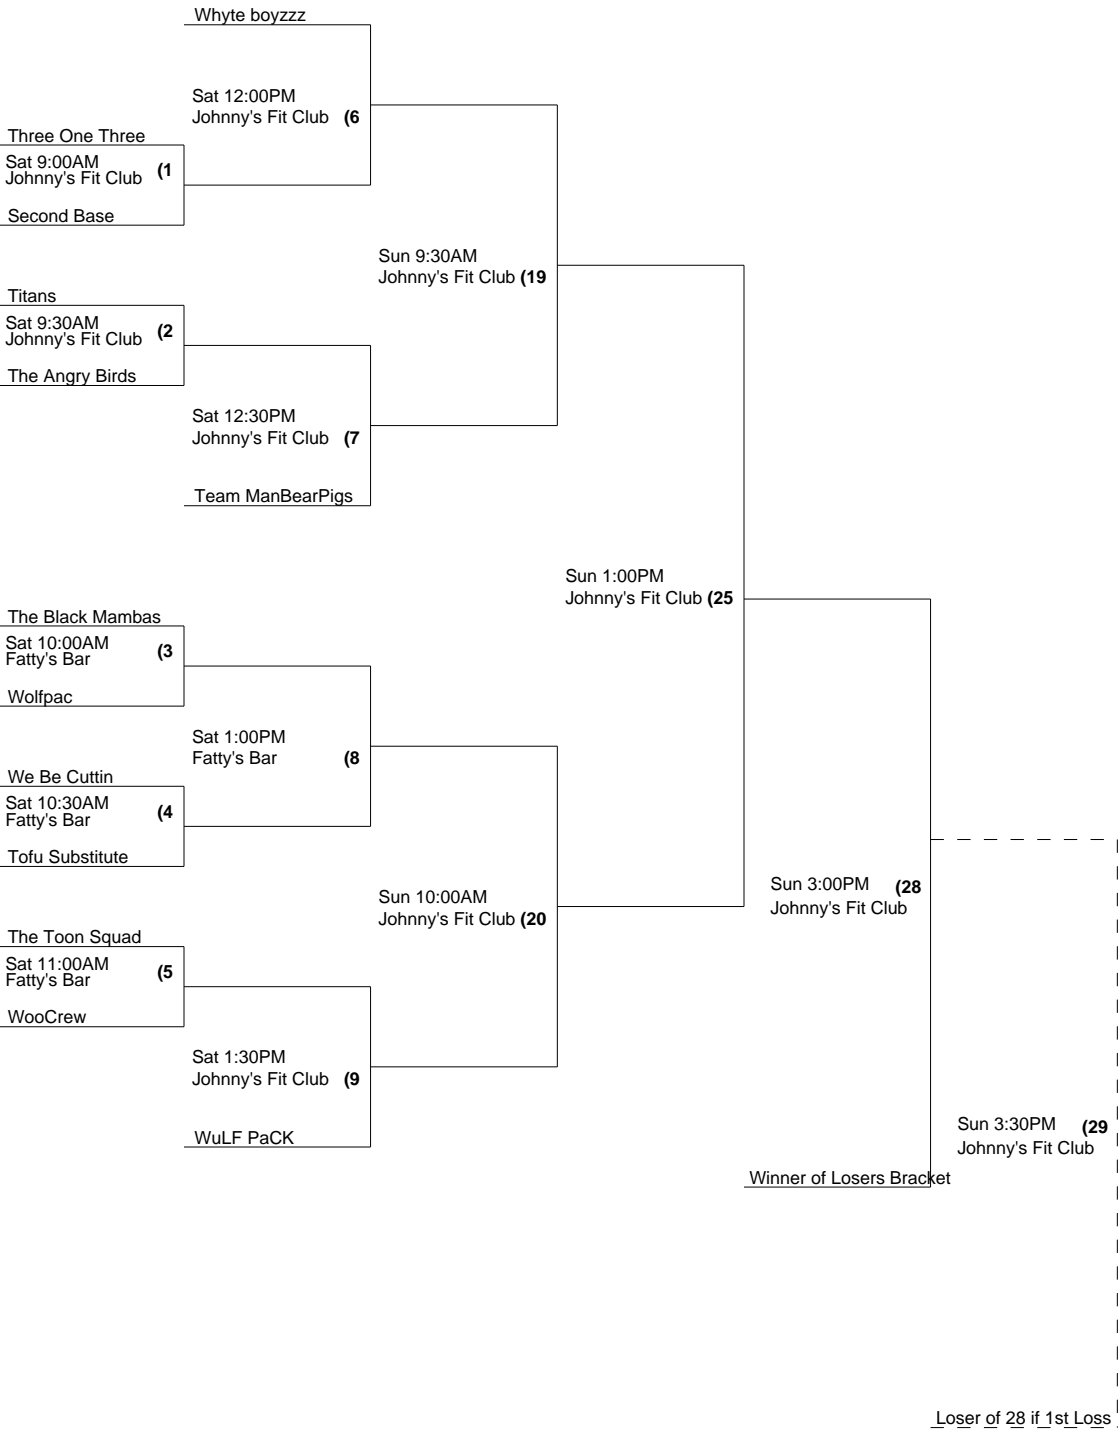 Whyte boyzzz
Sat 12:00PM
Johnny's Fit Club (6
Three One Three
Sat 9:00AM
Johnny's Fit Club (1
Second Base
Sun 9:30AM
Johnny's Fit Club (19
Titans
Sat 9:30AM
Johnny's Fit Club (2
The Angry Birds
Sat 12:30PM
Johnny's Fit Club (7
Team ManBearPigs
Sun 1:00PM
Johnny's Fit Club (25
The Black Mambas
Sat 10:00AM
Fatty's Bar (3
Wolfpac
Sat 1:00PM
Fatty's Bar (8
We Be Cuttin
Sat 10:30AM
Fatty's Bar (4
Tofu Substitute
Sun 3:00PM (28
Johnny's Fit Club
Sun 10:00AM
Johnny's Fit Club (20
The Toon Squad
Sat 11:00AM
Fatty's Bar (5
WooCrew
Sat 1:30PM
Johnny's Fit Club (9
WuLF PaCK
Sun 3:30PM (29
Johnny's Fit Club
Winner of Losers Bracket
Loser of 28 if 1st Loss